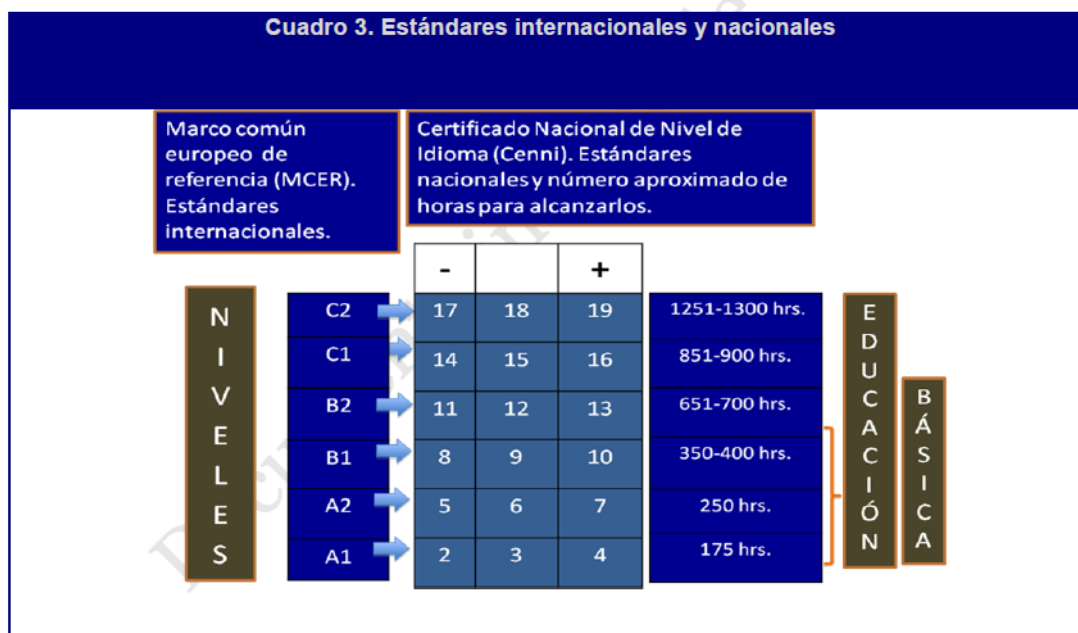 Cuadro 3. Estándares internacionales y nacionales
Marco común
europeo de
referencia (MCER).
Estándares
internacionales.
Certificado Nacional de Nivel de
Idioma (Cenni). Estándares
nacionales y número aproximado de
horas para alcanzarlos.
- +
NIVELES
C2 17 18 19 1251-1300 hrs.
C1 14 15 16 851-900 hrs.
B2 11 12 13 651-700 hrs.
B1 8 9 10 350-400 hrs.
A2 5 6 7 250 hrs.
A1 2 3 4 175 hrs.
EDUCACIÓN
BÁSICA